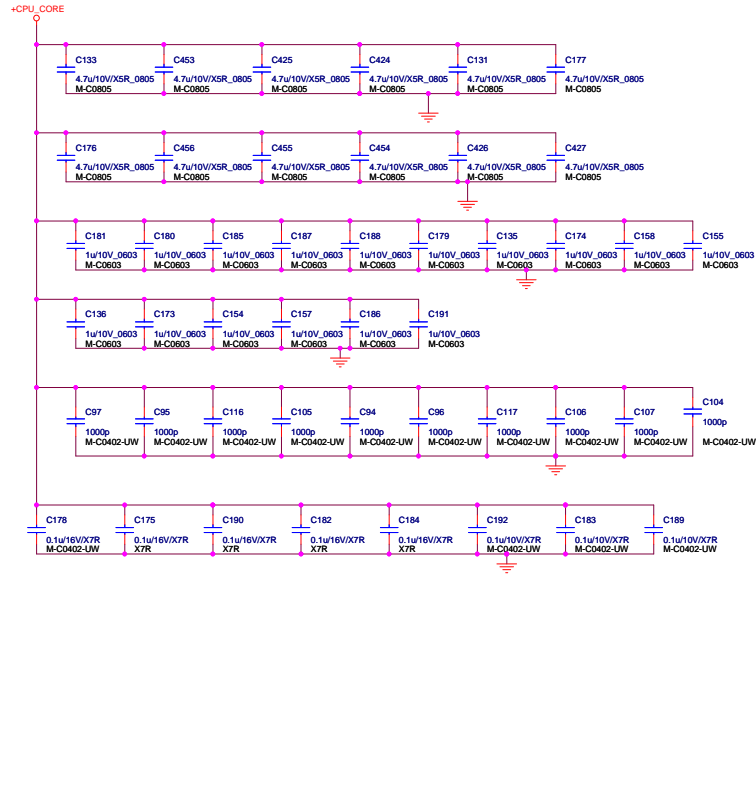 +CPU_CORE
C133 C453 C425 C424 C131 C177
4.7u/10V/X5R_0805 4.7u/10V/X5R_0805 4.7u/10V/X5R_0805 4.7u/10V/X5R_0805 4.7u/10V/X5R_0805 4.7u/10V/X5R_0805
M-C0805 M-C0805 M-C0805 M-C0805 M-C0805 M-C0805
C176 C456 C455 C454 C426 C427
4.7u/10V/X5R_0805 4.7u/10V/X5R_0805 4.7u/10V/X5R_0805 4.7u/10V/X5R_0805 4.7u/10V/X5R_0805 4.7u/10V/X5R_0805
M-C0805 M-C0805 M-C0805 M-C0805 M-C0805 M-C0805
C181 C180 C185 C187 C188 C179 C135 C174 C158 C155
1u/10V_0603 1u/10V_0603 1u/10V_0603 1u/10V_0603 1u/10V_0603 1u/10V_0603 1u/10V_0603 1u/10V_0603 1u/10V_0603 1u/10V_0603
M-C0603 M-C0603 M-C0603 M-C0603 M-C0603 M-C0603 M-C0603 M-C0603 M-C0603 M-C0603
C136 C173 C154 C157 C186 C191
1u/10V_0603 1u/10V_0603 1u/10V_0603 1u/10V_0603 1u/10V_0603 1u/10V_0603
M-C0603 M-C0603 M-C0603 M-C0603 M-C0603 M-C0603
C97 C95 C116 C105 C94 C96 C117 C106 C107 C104
1000p 1000p 1000p 1000p 1000p 1000p 1000p 1000p 1000p 1000p
M-C0402-UW M-C0402-UW M-C0402-UW M-C0402-UW M-C0402-UW M-C0402-UW M-C0402-UW M-C0402-UW M-C0402-UW M-C0402-UW
C178 C175 C190 C182 C184 C192 C183 C189
0.1u/16V/X7R 0.1u/16V/X7R 0.1u/16V/X7R 0.1u/16V/X7R 0.1u/16V/X7R 0.1u/10V/X7R 0.1u/10V/X7R 0.1u/10V/X7R
M-C0402-UW X7R X7R X7R X7R M-C0402-UW M-C0402-UW M-C0402-UW